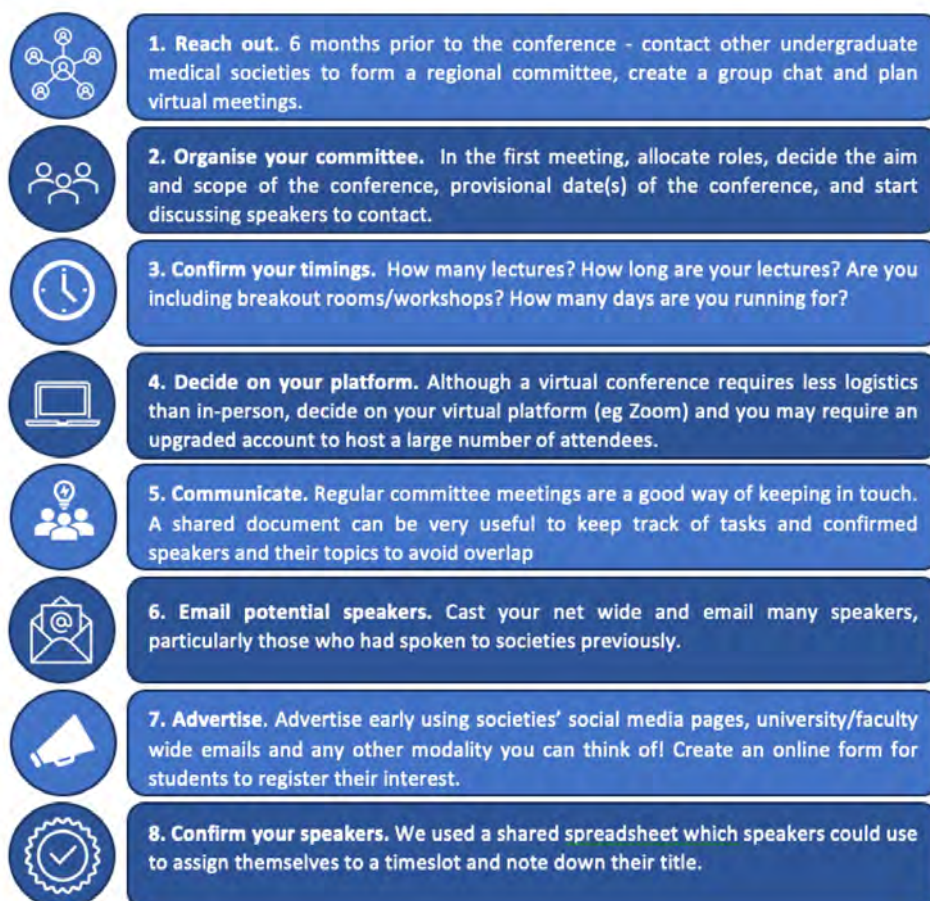 1. Reach out. 6 months prior to the conference - contact other undergraduate
medical societies to form a regional committee, create a group chat and plan
virtual meetings.
2. Organise your committee. In the first meeting, allocate roles, decide the aim
and scope of the conference, provisional date(s) of the conference, and start
discussing speakers to contact.
3. Confirm your timings. How many lectures? How long are your lectures? Are you
including breakout rooms/workshops? How many days are you running for?
4. Decide on your platform. Although a virtual conference requires less logistics
than in-person, decide on your virtual platform (eg Zoom) and you may require an
upgraded account to host a large number of attendees.
5. Communicate. Regular committee meetings are a good way of keeping in touch.
A shared document can be very useful to keep track of tasks and confirmed
speakers and their topics to avoid overlap
@
6. Email potential speakers. Cast your net wide and email many speakers,
particularly those who had spoken to societies previously.
7. Advertise. Advertise early using societies’ social media pages, university/faculty
wide emails and any other modality you can think of! Create an online form for
students to register their interest.
8. Confirm your speakers. We used a shared spreadsheet which speakers could use
to assign themselves to a timeslot and note down their title.